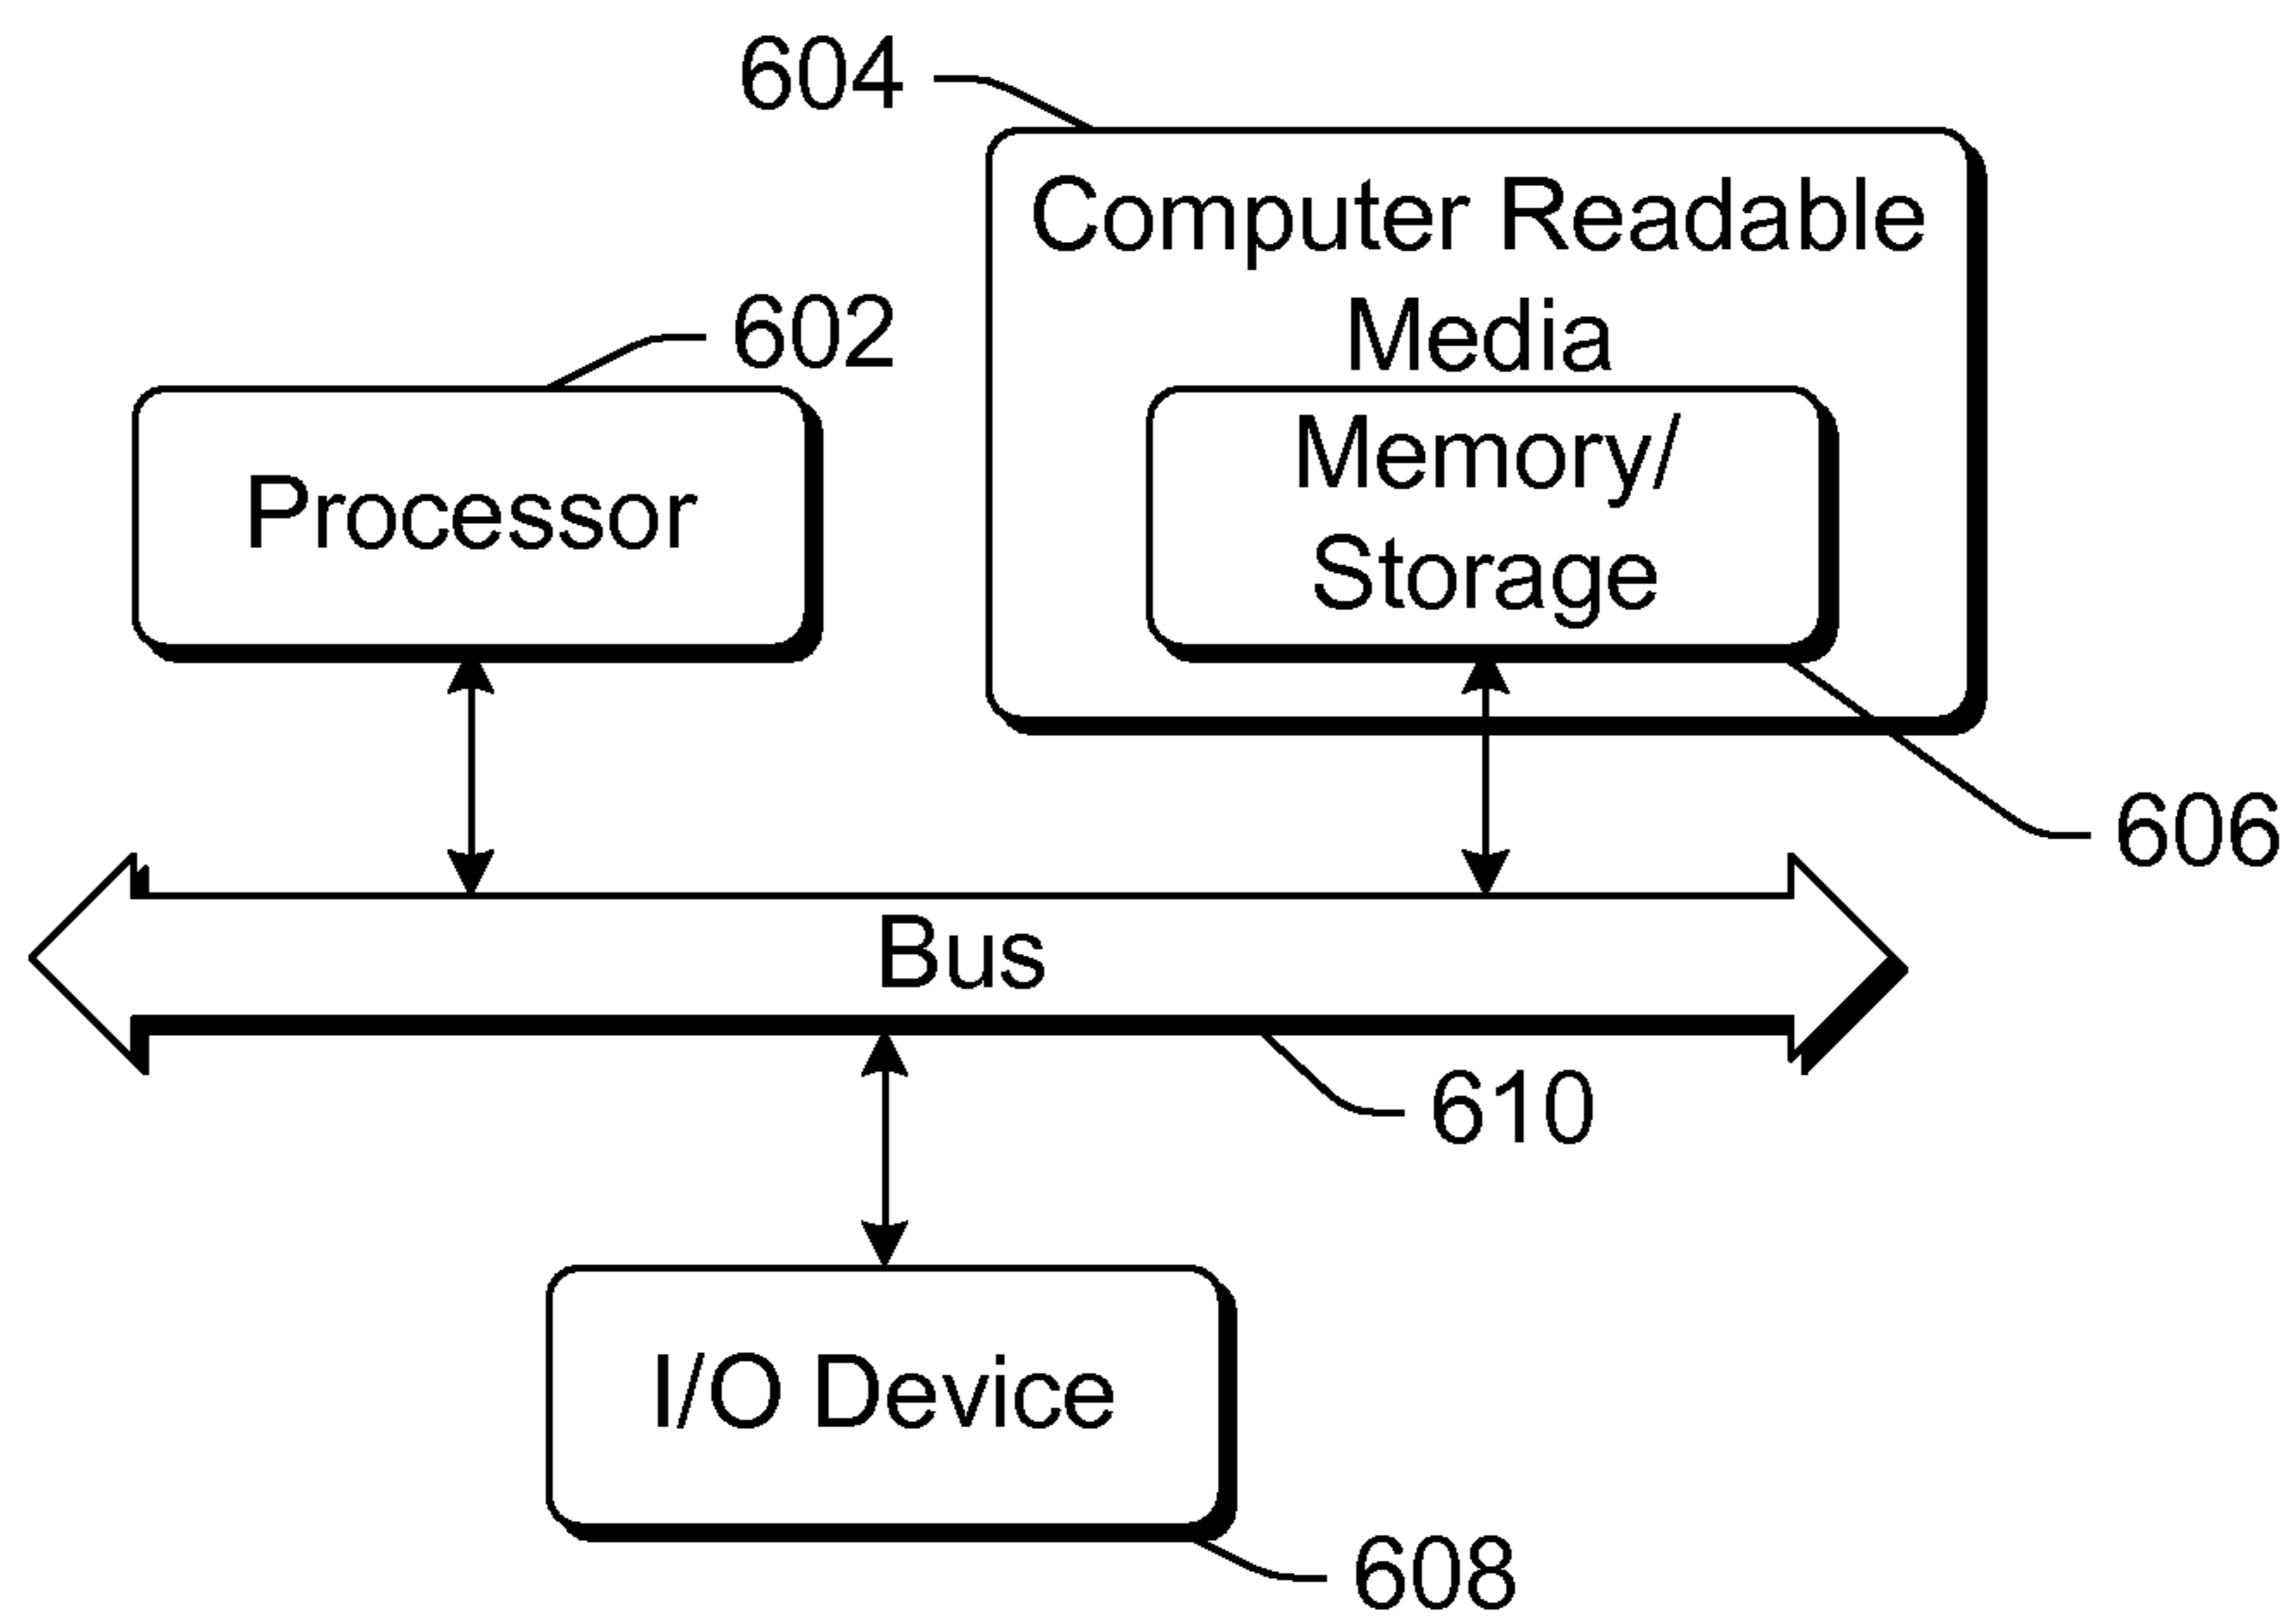 604
Computer Readable
Media
602
Processor
Memory/
Storage
606
Bus
610
I/O Device
608